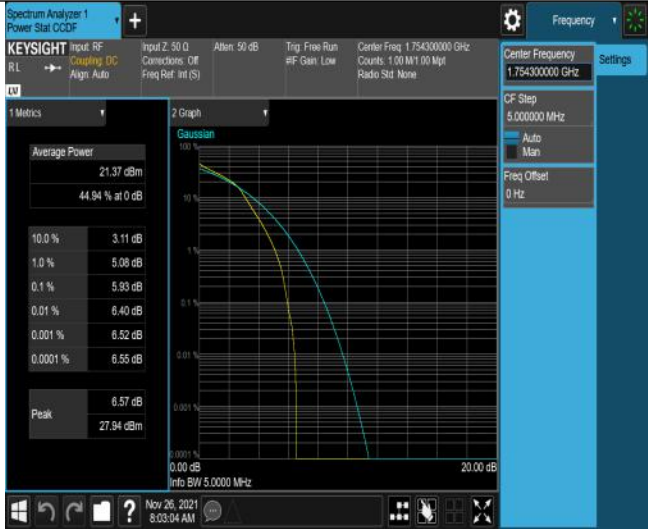 Spectrum Analyzer 1
Power Stat CCDF
Frequency
KEYSIGHT
Input: RF
Input Z: 50 Ω
Atten: 50 dB
Trig: Free Run
Center Freq: 1.754300000 GHz
RL
Coupling: DC
Corrections: Off
#IF Gain: Low
Counts: 1.00 M/1.00 Mpt
Align: Auto
Freq Ref: Int (S)
Radio Std: None
Center Frequency
1.754300000 GHz
Settings
CF Step
5.000000 MHz
Auto
Man
Freq Offset
0 Hz
1 Metrics
Average Power
21.37 dBm
44.94 % at 0 dB
10.0 % 3.11 dB
1.0 % 5.08 dB
0.1 % 5.93 dB
0.01 % 6.40 dB
0.001 % 6.52 dB
0.0001 % 6.55 dB
Peak
6.57 dB
27.94 dBm
2 Graph
Gaussian
100 %
10 %
1 %
0.1 %
0.01 %
0.001 %
0.0001 %
0.00 dB 20.00 dB
Info BW 5.0000 MHz
?
Nov 26, 2021
8:03:04 AM